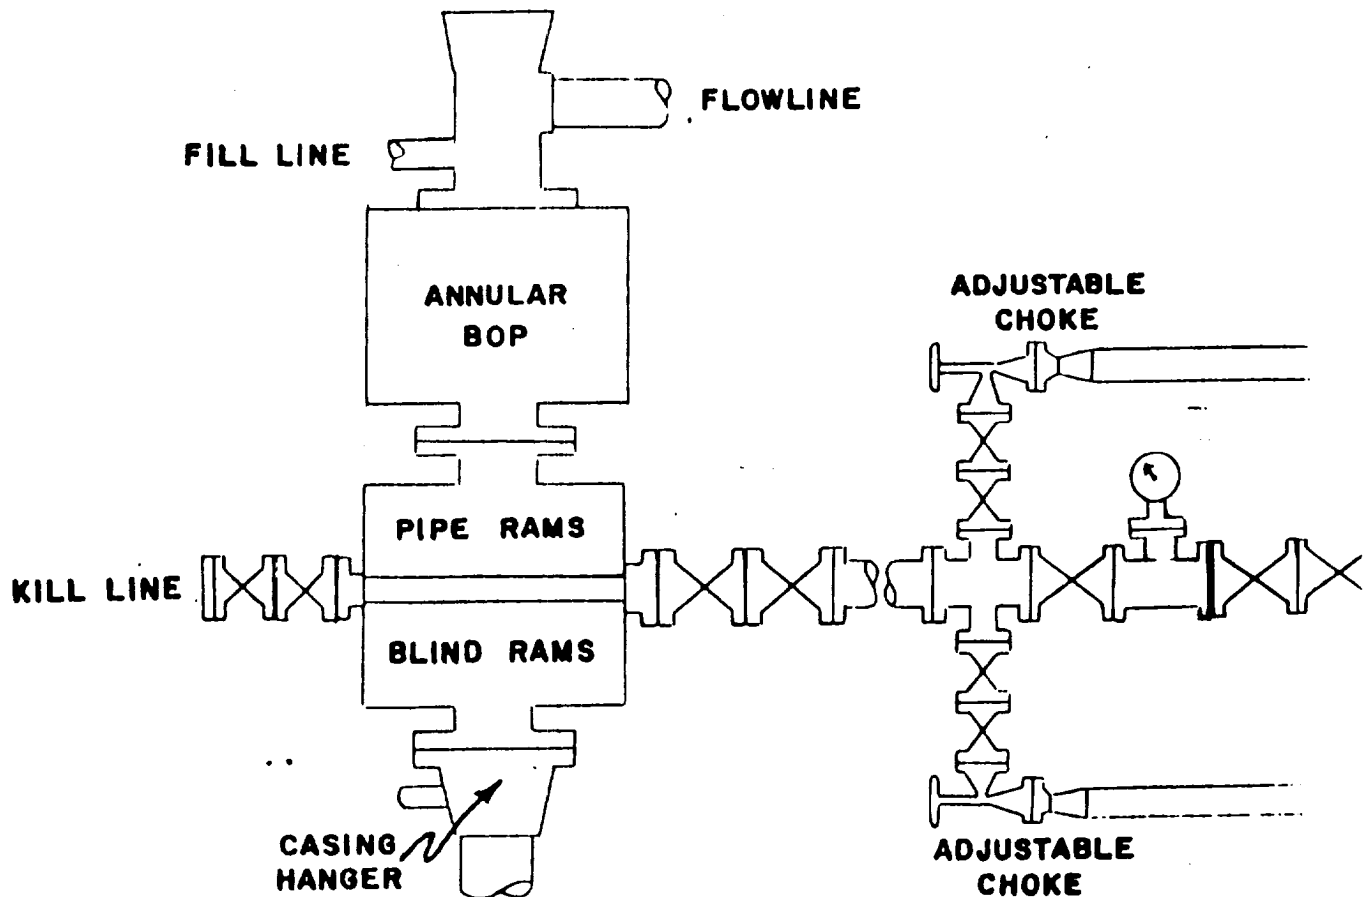 FLOWLINE
FILL LINE
ANNULAR
BOP
ADJUSTABLE
CHOKE
PIPE RAMS
KILL LINE
BLIND RAMS
CASING
HANGER
ADJUSTABLE
CHOKE